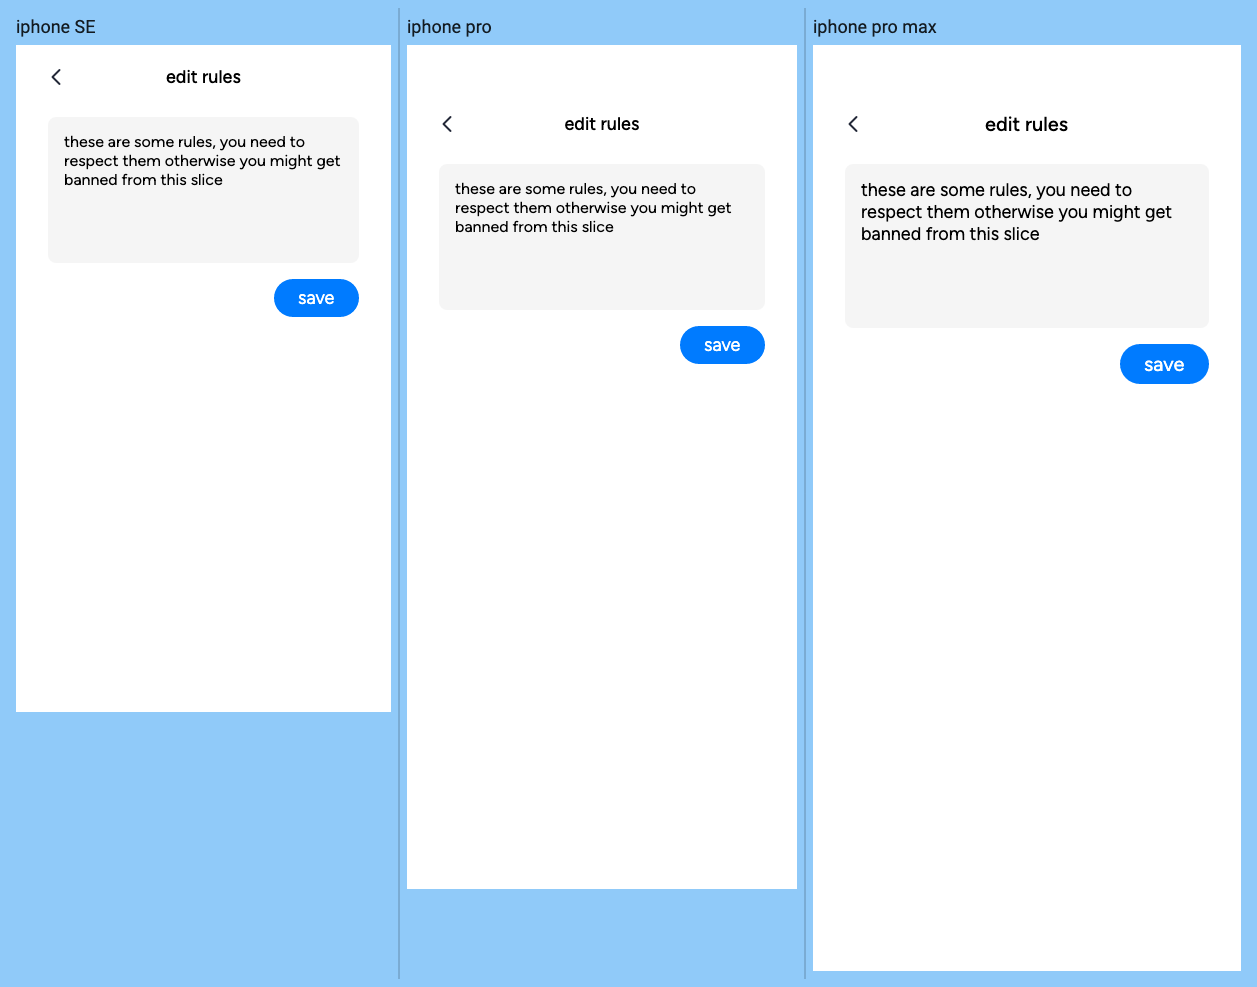 iphone SE
edit rules
these are some rules, you need to
respect them otherwise you might get
banned from this slice
save
iphone pro
edit rules
these are some rules, you need to
respect them otherwise you might get
banned from this slice
save
iphone pro max
edit rules
these are some rules, you need to
respect them otherwise you might get
banned from this slice
save